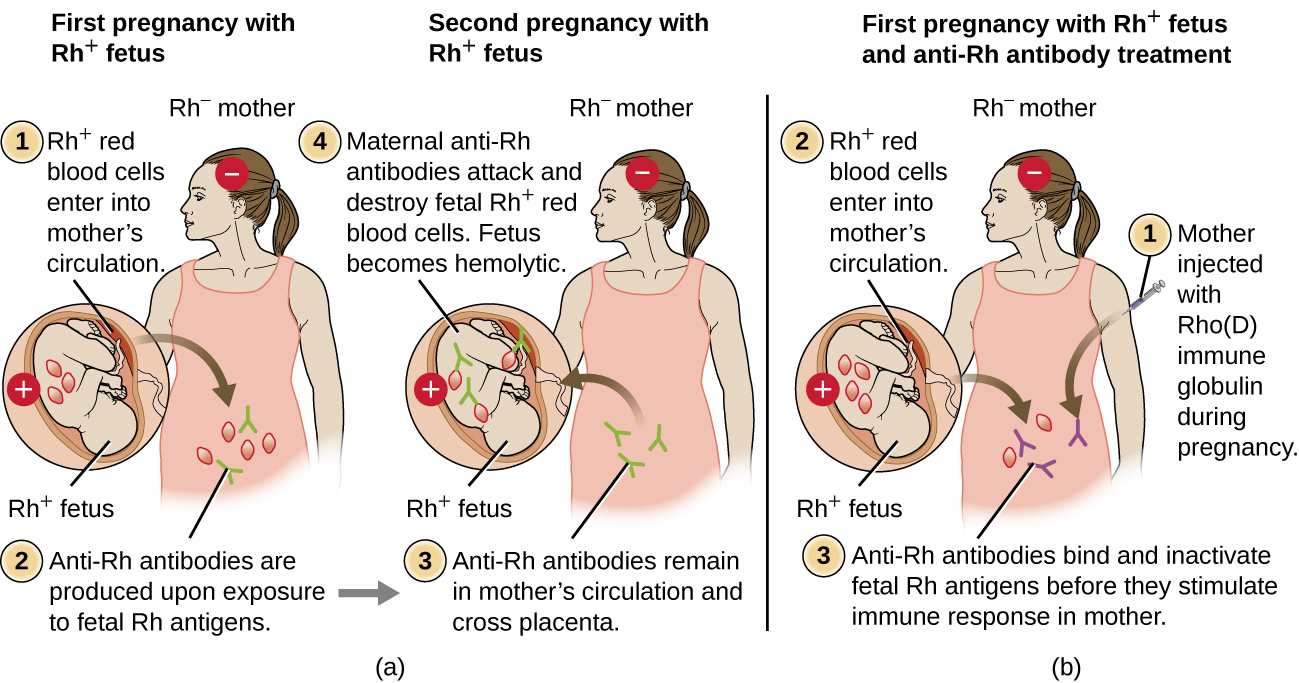 First pregnancy with
Rh+ fetus
Rh− mother
1
Rh+ red
blood cells
enter into
mother’s
circulation.
+
−
Rh+ fetus
2
Anti-Rh antibodies are
produced upon exposure
to fetal Rh antigens.
Second pregnancy with
Rh+ fetus
Rh− mother
4
Maternal anti-Rh
antibodies attack and
destroy fetal Rh+ red
blood cells. Fetus
becomes hemolytic.
+
−
Rh+ fetus
3
Anti-Rh antibodies remain
in mother’s circulation and
cross placenta.
(a)
First pregnancy with Rh+ fetus
and anti-Rh antibody treatment
Rh− mother
2
Rh+ red
blood cells
enter into
mother’s
circulation.
+
−
1
Mother
injected
with
Rho(D)
immune
globulin
during
pregnancy.
Rh+ fetus
3
Anti-Rh antibodies bind and inactivate
fetal Rh antigens before they stimulate
immune response in mother.
(b)